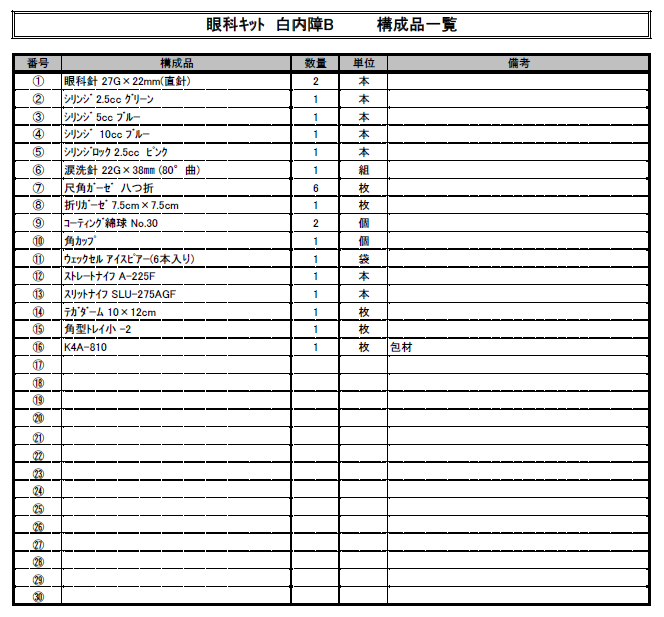 眼科ｷｯﾄ 白内障B 構成品一覧
番号 構成品 数量 単位 備考
① 眼科針 27G×22mm(直針) 2 本
② ｼﾘﾝｼﾞ 2.5cc ｸﾞﾘｰﾝ 1 本
③ ｼﾘﾝｼﾞ 5cc ﾌﾞﾙｰ 1 本
④ ｼﾘﾝｼﾞ 10cc ﾌﾞﾙｰ 1 本
⑤ ｼﾘﾝｼﾞﾛｯｸ 2.5cc ﾋﾟﾝｸ 1 本
⑥ 涙洗針 22G×38㎜ (80° 曲) 1 組
⑦ 尺角ｶﾞｰｾﾞ 八つ折 6 枚
⑧ 折りｶﾞｰｾﾞ 7.5cm×7.5cm 1 枚
⑨ ｺｰﾃｨﾝｸﾞ綿球 No.30 2 個
⑩ 角ｶｯﾌﾟ 1 個
⑪ ｳｪｯｸｾﾙ ｱｲｽﾋﾟｱｰ(6本入り) 1 袋
⑫ ｽﾄﾚｰﾄﾅｲﾌ A-225F 1 本
⑬ ｽﾘｯﾄﾅｲﾌ SLU-275AGF 1 本
⑭ ﾃｶﾞﾀﾞｰﾑ 10×12cm 1 枚
⑮ 角型ﾄﾚｲ小 -2 1 枚
⑯ K4A-810 1 枚 包材
⑰
⑱
⑲
⑳
㉑
㉒
㉓
㉔
㉕
㉖
㉗
㉘
㉙
㉚